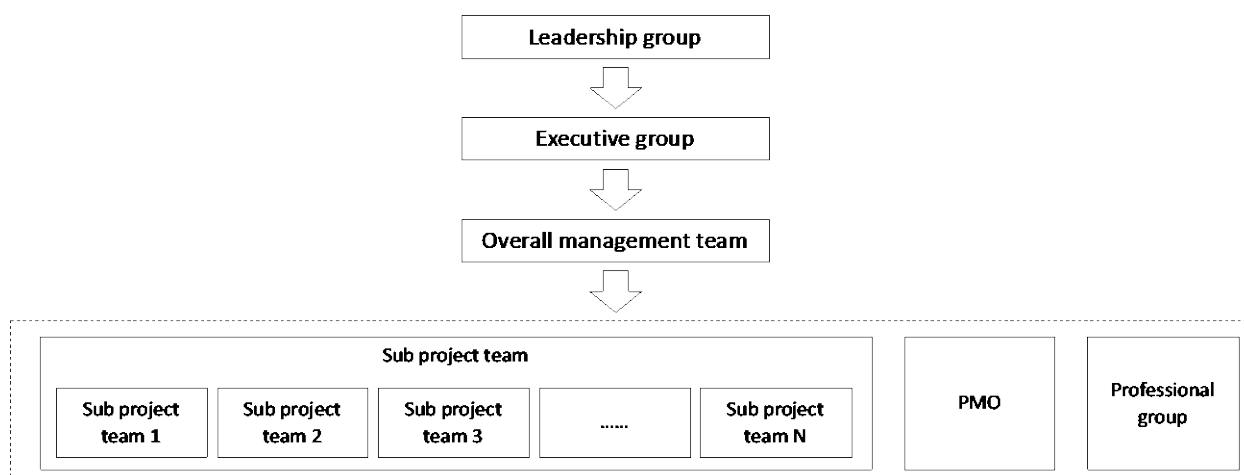 Leadership group
Executive group
Overall management team
Sub project team
Sub project
team 1
Sub project
team 2
Sub project
team 3
......
Sub project
team N
PMO
Professional
group